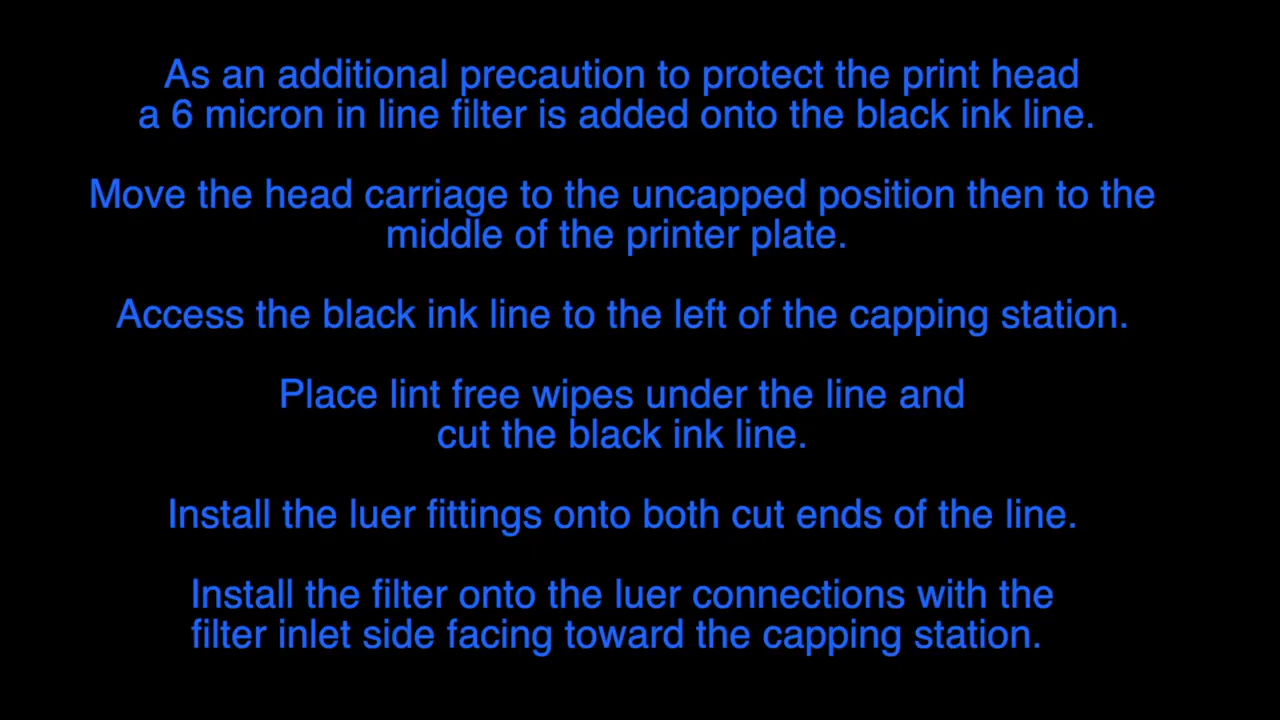 As an additional precaution to protect the print head
a 6 micron in line filter is added onto the black ink line.
Move the head carriage to the uncapped position then to the
middle of the printer plate.
Access the black ink line to the left of the capping station.
Place lint free wipes under the line and
cut the black ink line.
Install the luer fittings onto both cut ends of the line.
Install the filter onto the luer connections with the
filter inlet side facing toward the capping station.